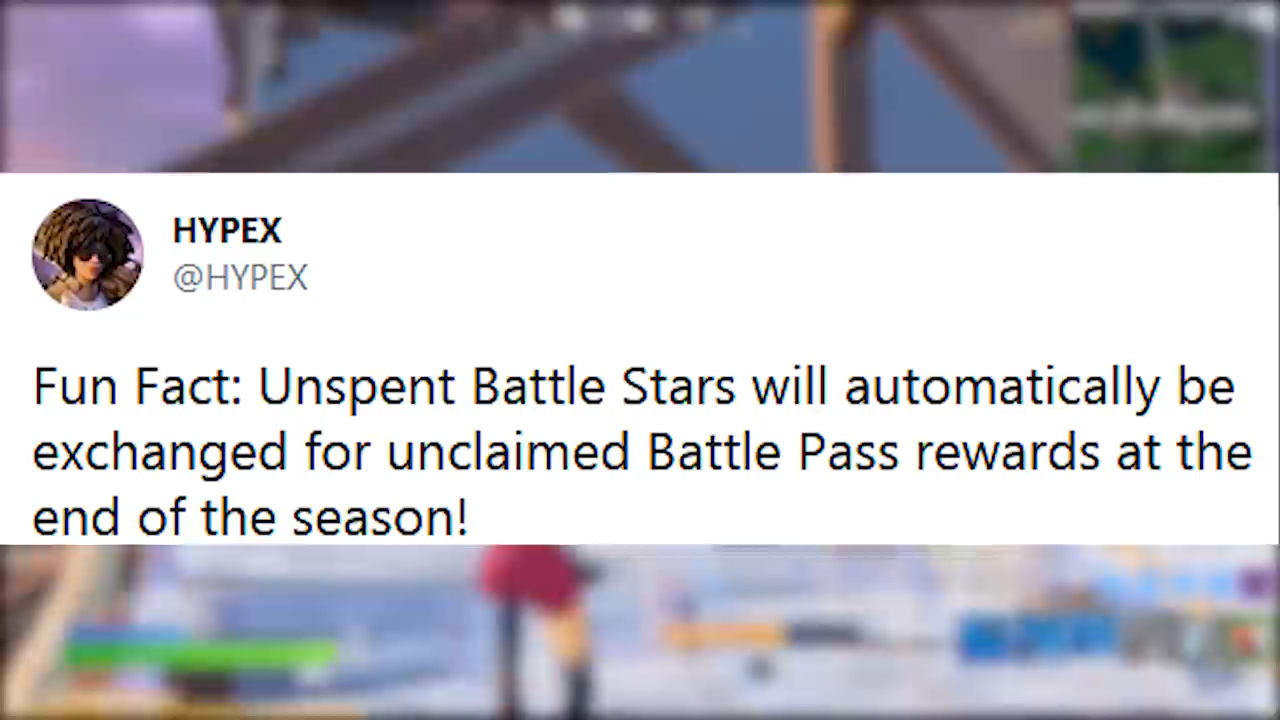 HYPEX
@HYPEX
Fun Fact: Unspent Battle Stars will automatically be
exchanged for unclaimed Battle Pass rewards at the
end of the season!